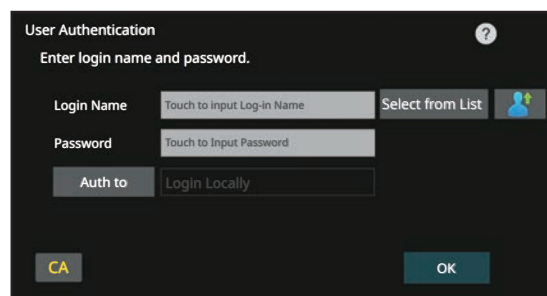 User Authentication
?
Enter login name and password.
Login Name Touch to input Log-in Name Select from List
Password Touch to Input Password
Auth to Login Locally
CA OK